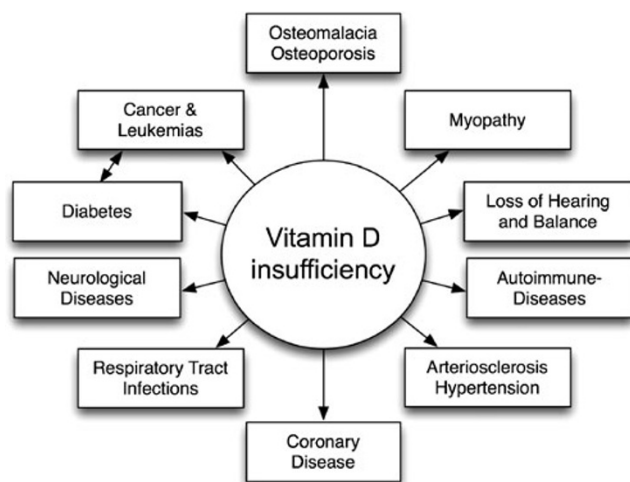 Osteomalacia
Osteoporosis
Cancer &
Leukemias
Myopathy
Diabetes
Loss of Hearing
and Balance
Vitamin D
insufficiency
Neurological
Diseases
Autoimmune-
Diseases
Respiratory Tract
Infections
Arteriosclerosis
Hypertension
Coronary
Disease